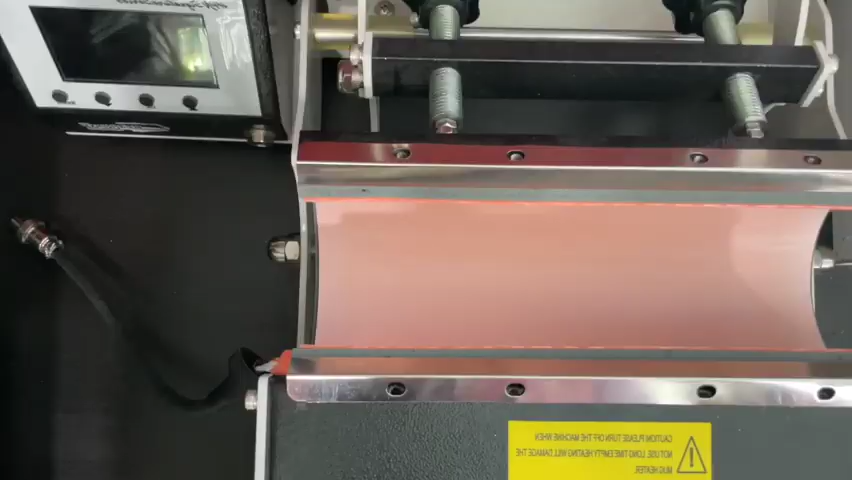 CAUTION: PLEASE TURN OFF THE MACHINE WHEN
NOT USE. LONG TIME EMPTY HEATING WILL DAMAGE THE
MUG HEATER.